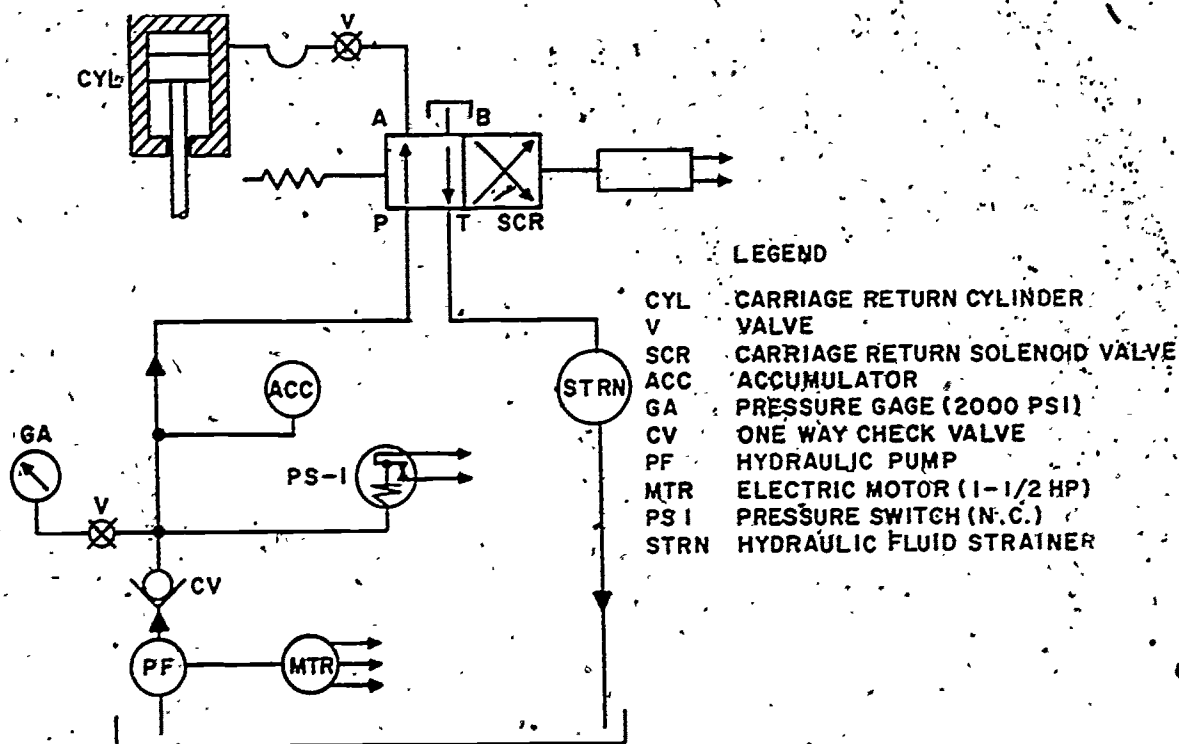 V
CYL
A
B
P
T
SCR
LEGEND
CYL CARRIAGE RETURN CYLINDER
V VALVE
SCR CARRIAGE RETURN SOLENOID VALVE
ACC ACCUMULATOR
GA PRESSURE GAGE (2000 PSI)
CV ONE WAY CHECK VALVE
PF HYDRAULIC PUMP
MTR ELECTRIC MOTOR (1-1/2 HP)
PS 1 PRESSURE SWITCH (N.C.)
STRN HYDRAULIC FLUID STRAINER
ACC
STRN
GA
PS-1
V
CV
PF
MTR